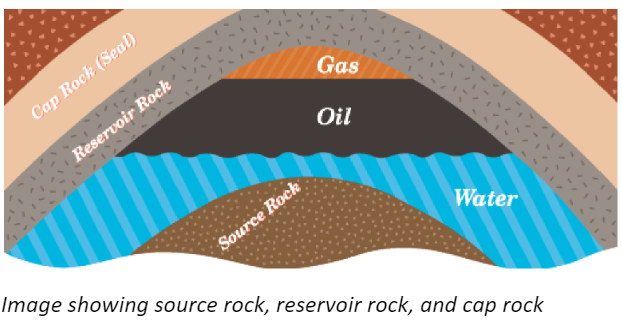 Cap Rock (Seal)
Reservoir Rock
Gas
Oil
Water
Source Rock
Image showing source rock, reservoir rock, and cap rock